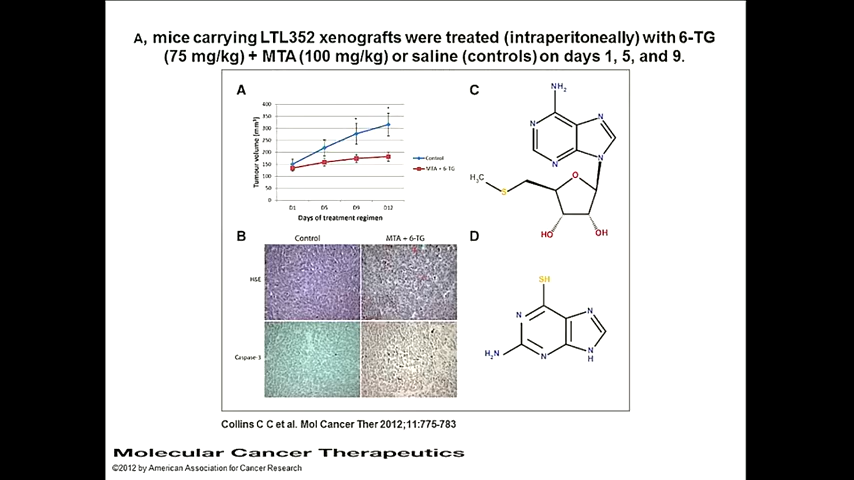 A, mice carrying LTL352 xenografts were treated (intraperitoneally) with 6-TG
(75 mg/kg) + MTA (100 mg/kg) or saline (controls) on days 1, 5, and 9.
A
400
350
300
250
200
150
100
50
0
Tumour volume (mm³)
D1 D5 D9 D12
Days of treatment regimen
Control
MTA + 6-TG
B
Control MTA + 6-TG
H&E
Caspase-3
C
NH₂
N N
N N
H₃C
S
O
HO OH
D
SH
N N
H₂N N N
H
Collins C C et al. Mol Cancer Ther 2012;11:775-783
Molecular Cancer Therapeutics
©2012 by American Association for Cancer Research